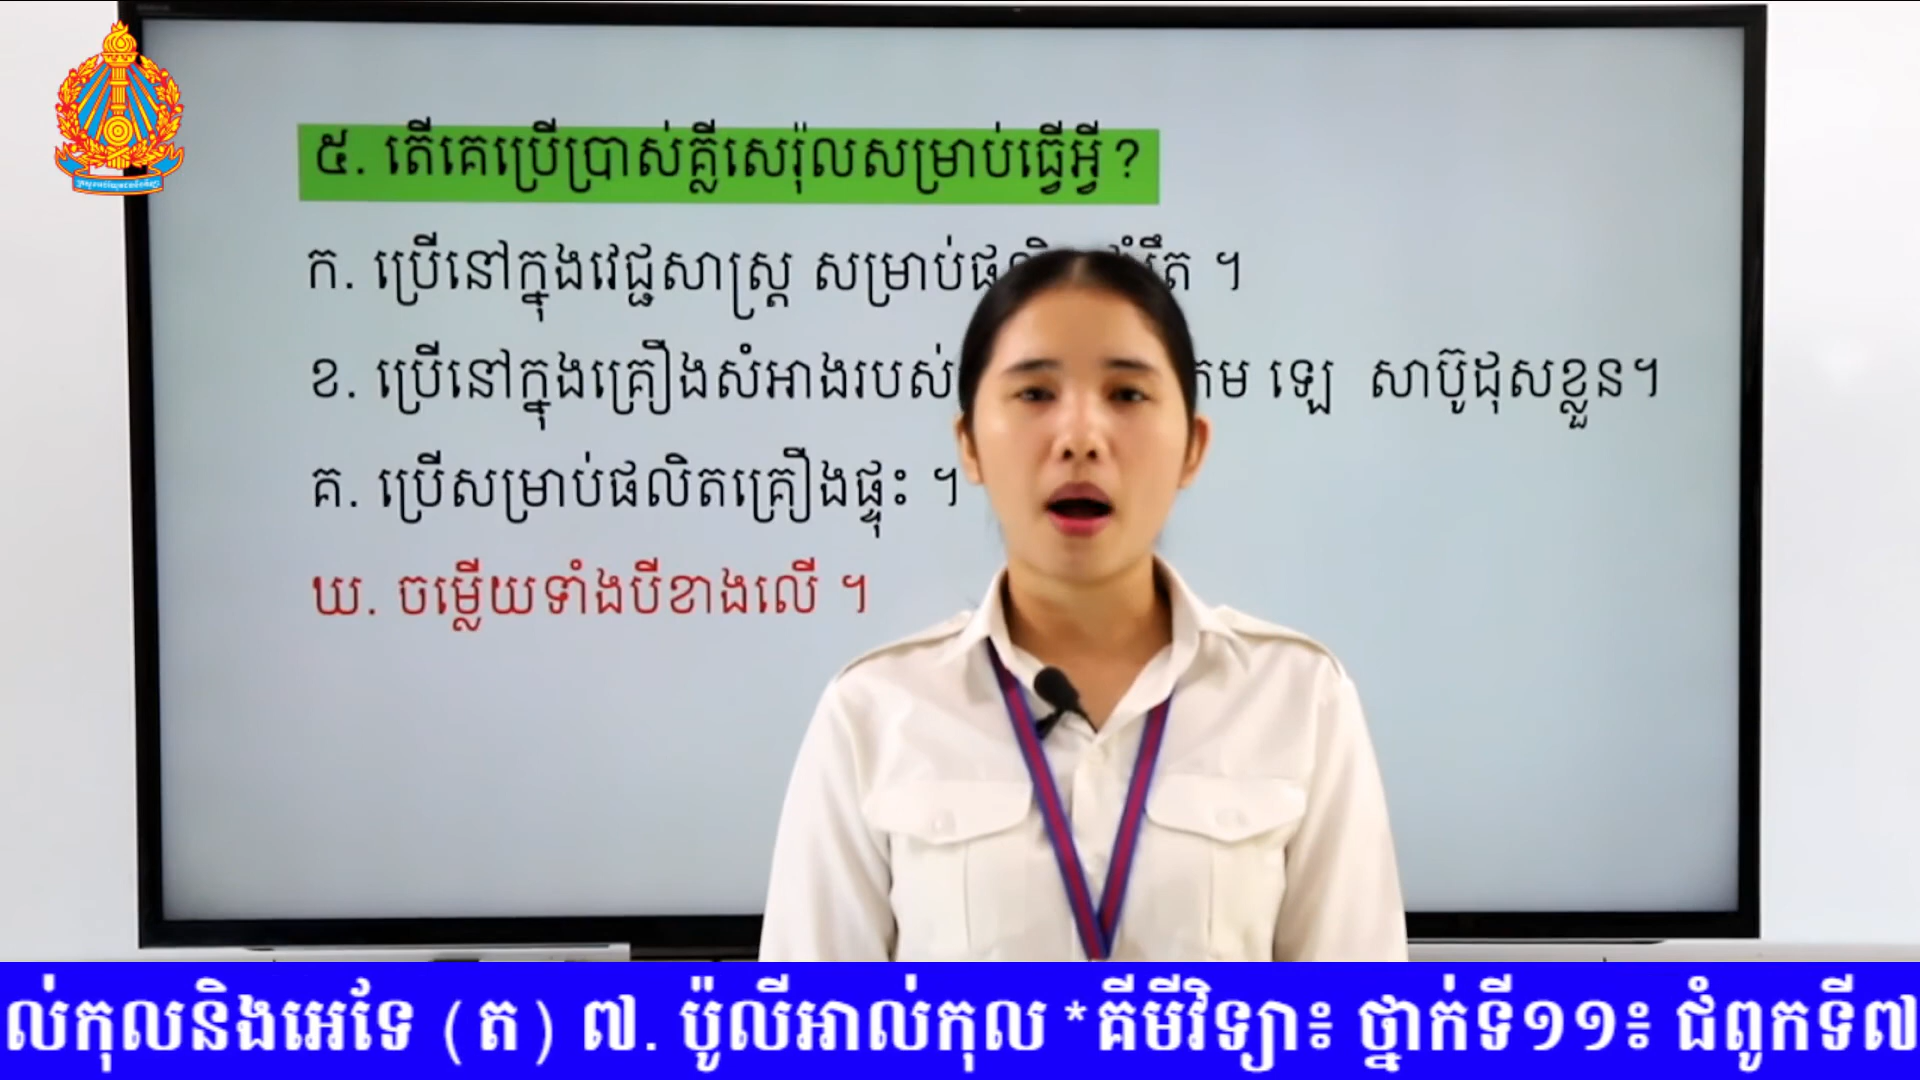 ៥. តើគេប្រើប្រាស់គ្លីសេរ៉ុលសម្រាប់ធ្វើអ្វី?
ក. ប្រើនៅក្នុងវេជ្ជសាស្ត្រ សម្រាប់ ។
ខ. ប្រើនៅក្នុងគ្រឿងសំអាងរបស់ ឡេ សាប៊ូដុសខ្លួន។
គ. ប្រើសម្រាប់ផលិតគ្រឿងផ្ទុះ ។
ឃ. ចម្លើយទាំងបីខាងលើ ។
ល់កុលនិងអេទែ (ត) ៧. ប៉ូលីអាល់កុល *គីមីវិទ្យា៖ ថ្នាក់ទី១១៖ ជំពូកទី៧